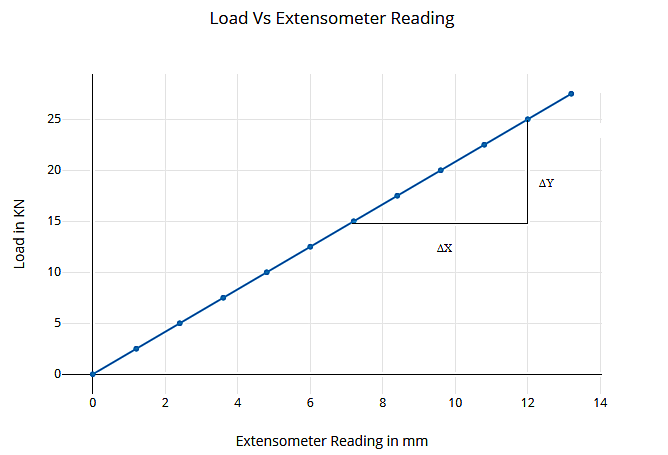 Load Vs Extensometer Reading
25
20
15
10
5
0
Load in KN
ΔY
ΔX
0 2 4 6 8 10 12 14
Extensometer Reading in mm